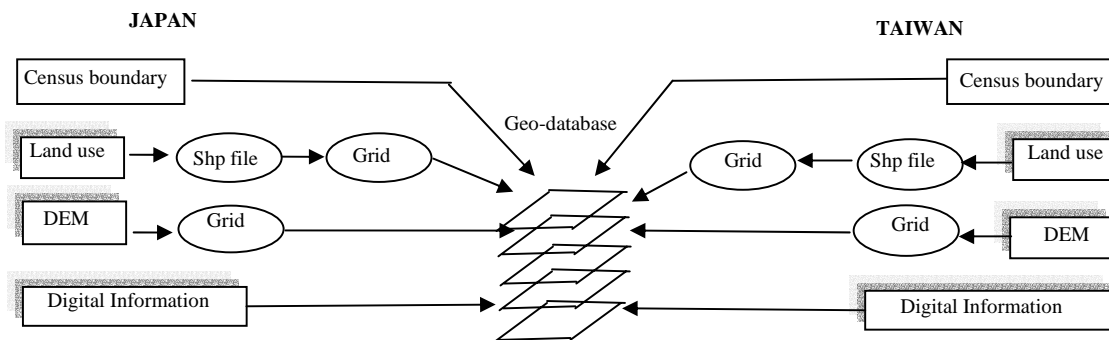 JAPAN
TAIWAN
Census boundary
Census boundary
Geo-database
Land use
Shp file
Grid
Grid
Shp file
Land use
DEM
Grid
Grid
DEM
Digital Information
Digital Information